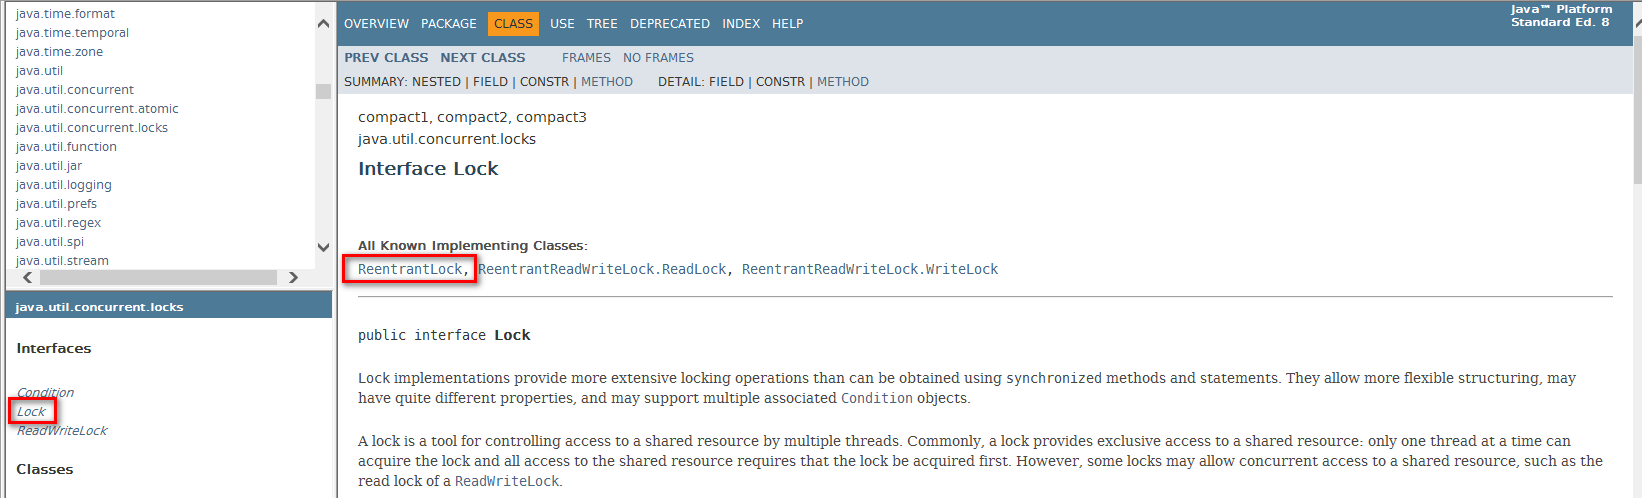 java.time.format
java.time.temporal
java.time.zone
java.util
java.util.concurrent
java.util.concurrent.atomic
java.util.concurrent.locks
java.util.function
java.util.jar
java.util.logging
java.util.prefs
java.util.regex
java.util.spi
java.util.stream
java.util.concurrent.locks
Interfaces
Condition
Lock
ReadWriteLock
Classes
OVERVIEW PACKAGE CLASS USE TREE DEPRECATED INDEX HELP
Java™ Platform
Standard Ed. 8
PREV CLASS NEXT CLASS FRAMES NO FRAMES
SUMMARY: NESTED | FIELD | CONSTR | METHOD DETAIL: FIELD | CONSTR | METHOD
compact1, compact2, compact3
java.util.concurrent.locks
Interface Lock
All Known Implementing Classes:
ReentrantLock, ReentrantReadWriteLock.ReadLock, ReentrantReadWriteLock.WriteLock
public interface Lock
Lock implementations provide more extensive locking operations than can be obtained using synchronized methods and statements. They allow more flexible structuring, may
have quite different properties, and may support multiple associated Condition objects.
A lock is a tool for controlling access to a shared resource by multiple threads. Commonly, a lock provides exclusive access to a shared resource: only one thread at a time can
acquire the lock and all access to the shared resource requires that the lock be acquired first. However, some locks may allow concurrent access to a shared resource, such as the
read lock of a ReadWriteLock.